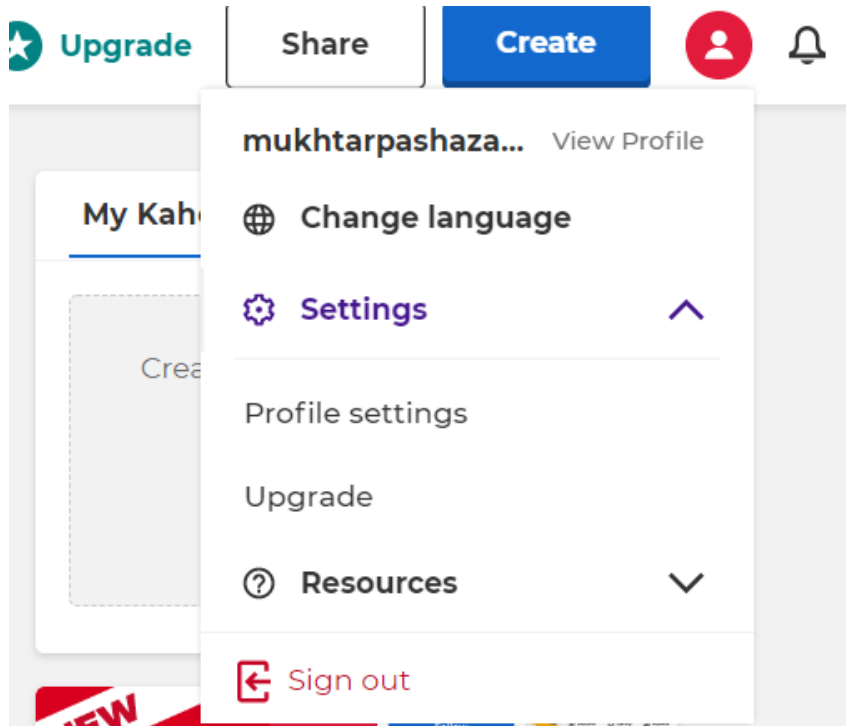 Upgrade
Share
Create
mukhtarpashaza... View Profile
My Kah
Change language
Settings
Crea
Profile settings
Upgrade
Resources
Sign out
NEW